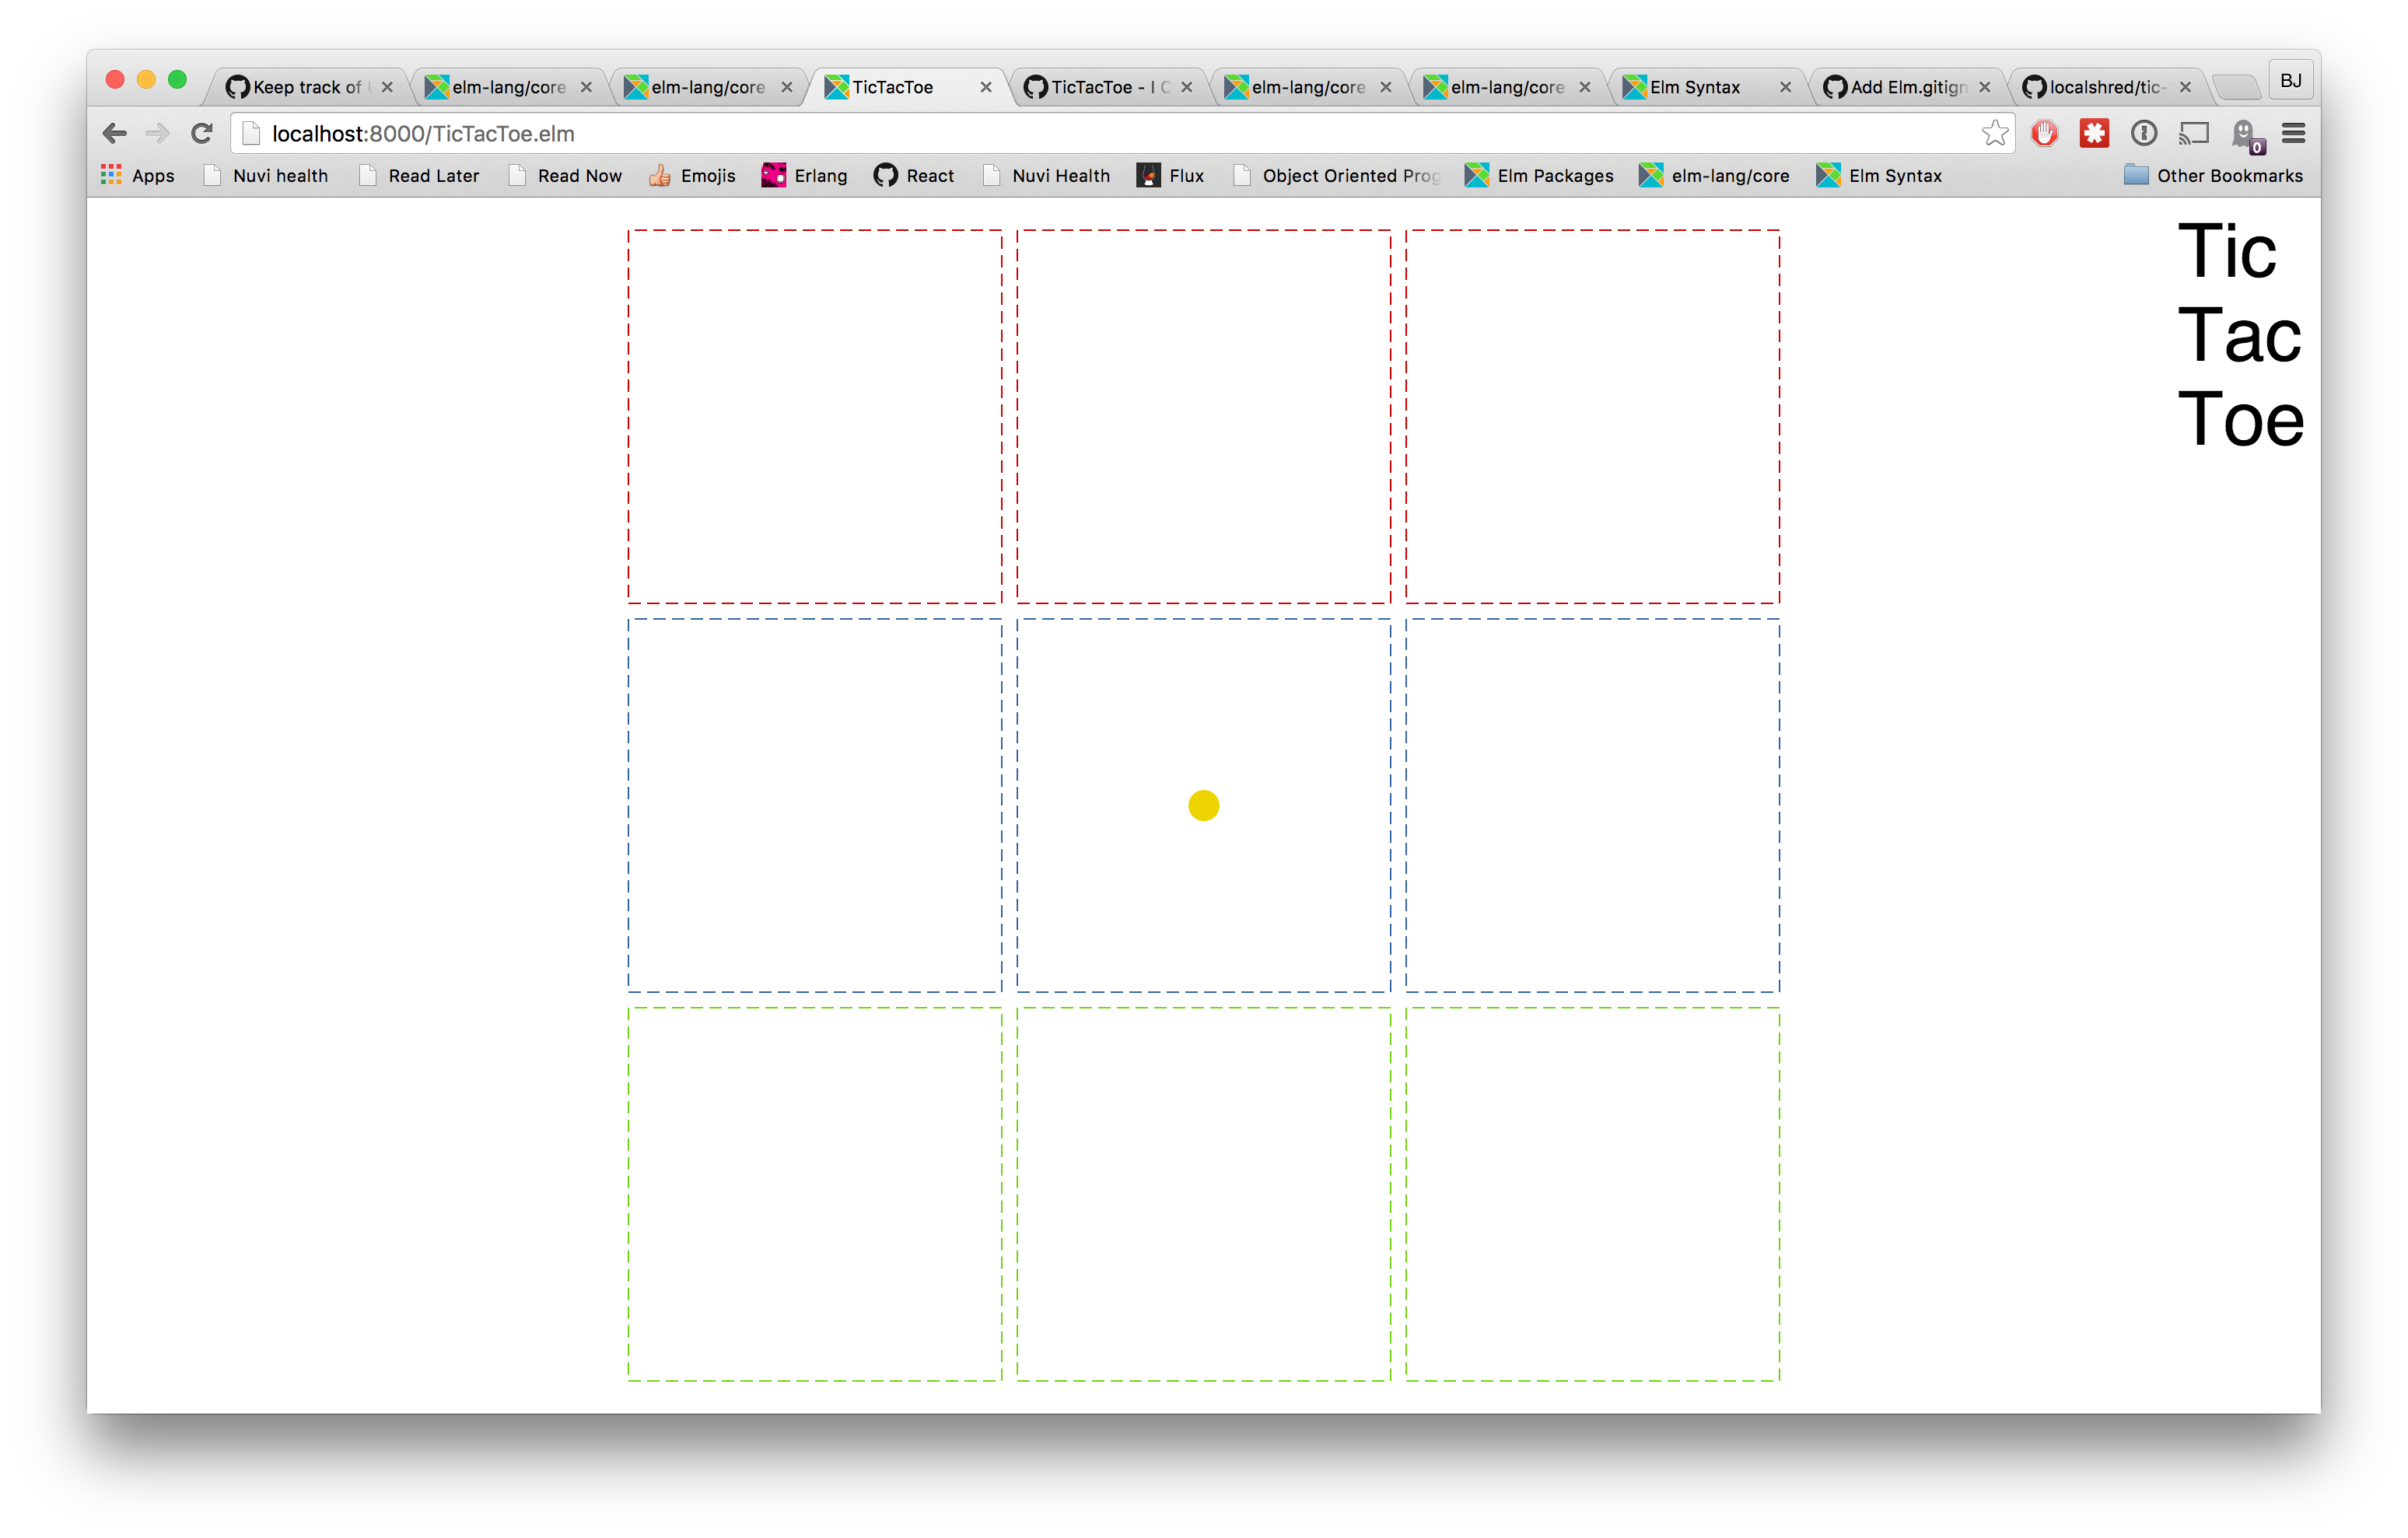 Keep track of
elm-lang/core
elm-lang/core
TicTacToe
TicTacToe - I
elm-lang/core
elm-lang/core
Elm Syntax
Add Elm.gitign
localshred/tic-
BJ
localhost:8000/TicTacToe.elm
0
Apps
Nuvi health
Read Later
Read Now
Emojis
Erlang
React
Nuvi Health
Flux
Object Oriented Prog
Elm Packages
elm-lang/core
Elm Syntax
Other Bookmarks
Tic
Tac
Toe